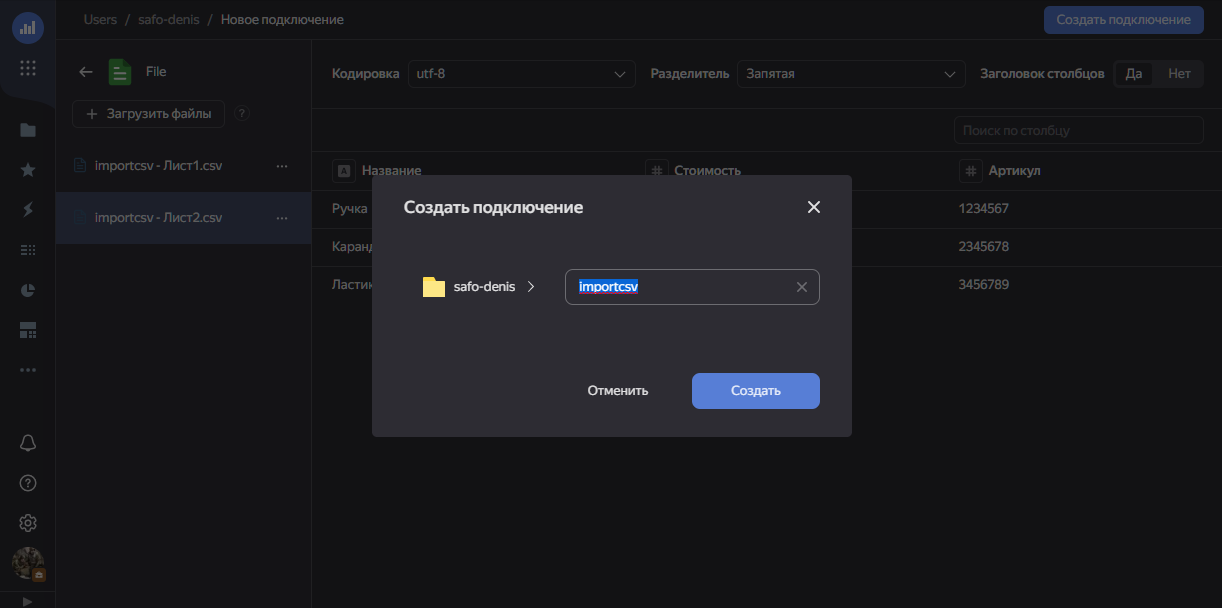 Users / safo-denis / Новое подключение
Создать подключение
File
Загрузить файлы
?
importcsv - Лист1.csv
importcsv - Лист2.csv
Кодировка utf-8 Разделитель Запятая Заголовок столбцов Да Нет
Поиск по столбцу
A Название # Стоимость # Артикул
Ручка 1234567
Каранд 2345678
Ластик 3456789
Создать подключение
safo-denis importcsv
Отменить Создать